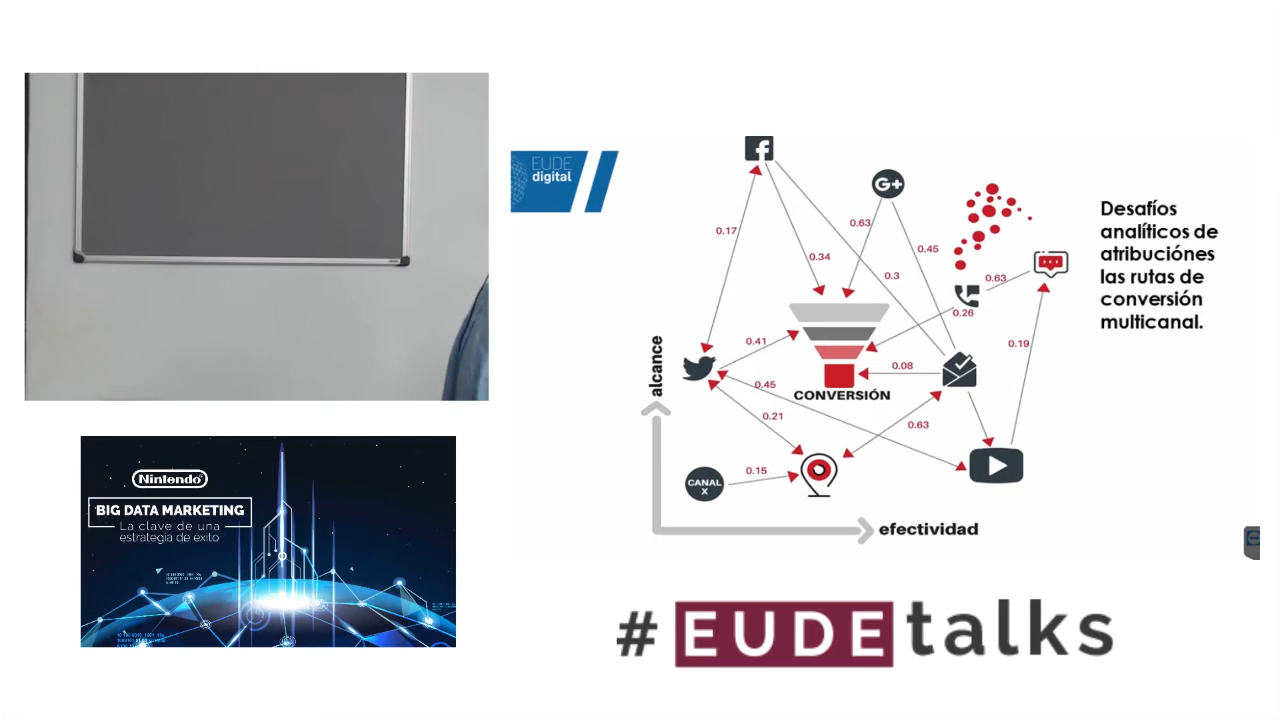 EUDE
digital
f
G+
0.17
0.63
0.34
0.45
0.3
0.63
0.26
0.41
0.08
0.19
0.45
0.21
0.63
0.15
CONVERSIÓN
CANAL
X
alcance
efectividad
Desafíos
analíticos de
atribuciónes
las rutas de
conversión
multicanal.
Nintendo
BIG DATA MARKETING
La clave de una
estrategia de éxito
# EUDE talks